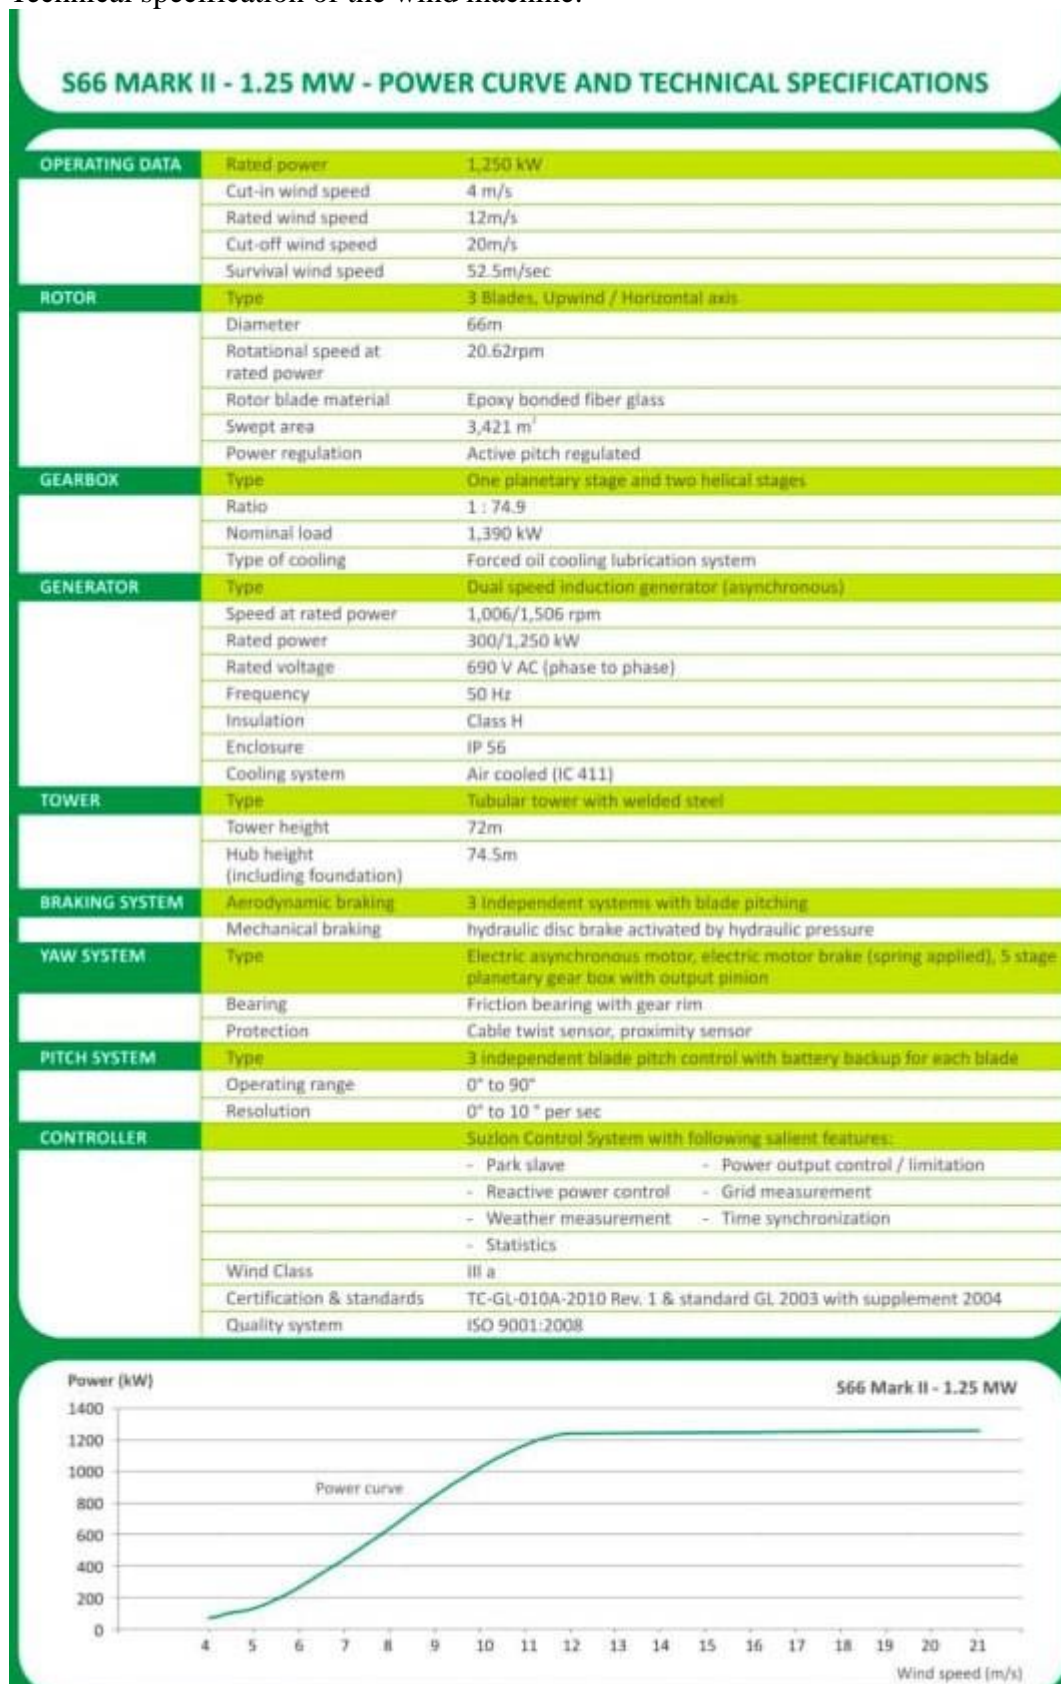 Technical specification of the wind machine:
S66 MARK II - 1.25 MW - POWER CURVE AND TECHNICAL SPECIFICATIONS
OPERATING DATA Rated power 1,250 kW
Cut-in wind speed 4 m/s
Rated wind speed 12m/s
Cut-off wind speed 20m/s
Survival wind speed 52.5m/sec
ROTOR Type 3 Blades, Upwind / Horizontal axis
Diameter 66m
Rotational speed at 20.62rpm
rated power
Rotor blade material Epoxy bonded fiber glass
Swept area 3,421 m²
Power regulation Active pitch regulated
GEARBOX Type One planetary stage and two helical stages
Ratio 1 : 74.9
Nominal load 1,390 kW
Type of cooling Forced oil cooling lubrication system
GENERATOR Type Dual speed induction generator (asynchronous)
Speed at rated power 1,006/1,506 rpm
Rated power 300/1,250 kW
Rated voltage 690 V AC (phase to phase)
Frequency 50 Hz
Insulation Class H
Enclosure IP 56
Cooling system Air cooled (IC 411)
TOWER Type Tubular tower with welded steel
Tower height 72m
Hub height 74.5m
(including foundation)
BRAKING SYSTEM Aerodynamic braking 3 Independent systems with blade pitching
Mechanical braking hydraulic disc brake activated by hydraulic pressure
YAW SYSTEM Type Electric asynchronous motor, electric motor brake (spring applied), 5 stage
planetary gear box with output pinion
Bearing Friction bearing with gear rim
Protection Cable twist sensor, proximity sensor
PITCH SYSTEM Type 3 independent blade pitch control with battery backup for each blade
Operating range 0° to 90°
Resolution 0° to 10 ° per sec
CONTROLLER Suzlon Control System with following salient features:
- Park slave - Power output control / limitation
- Reactive power control - Grid measurement
- Weather measurement - Time synchronization
- Statistics
Wind Class III a
Certification & standards TC-GL-010A-2010 Rev. 1 & standard GL 2003 with supplement 2004
Quality system ISO 9001:2008
Power (kW)
S66 Mark II - 1.25 MW
1400
1200
1000
Power curve
800
600
400
200
0
4 5 6 7 8 9 10 11 12 13 14 15 16 17 18 19 20 21
Wind speed (m/s)